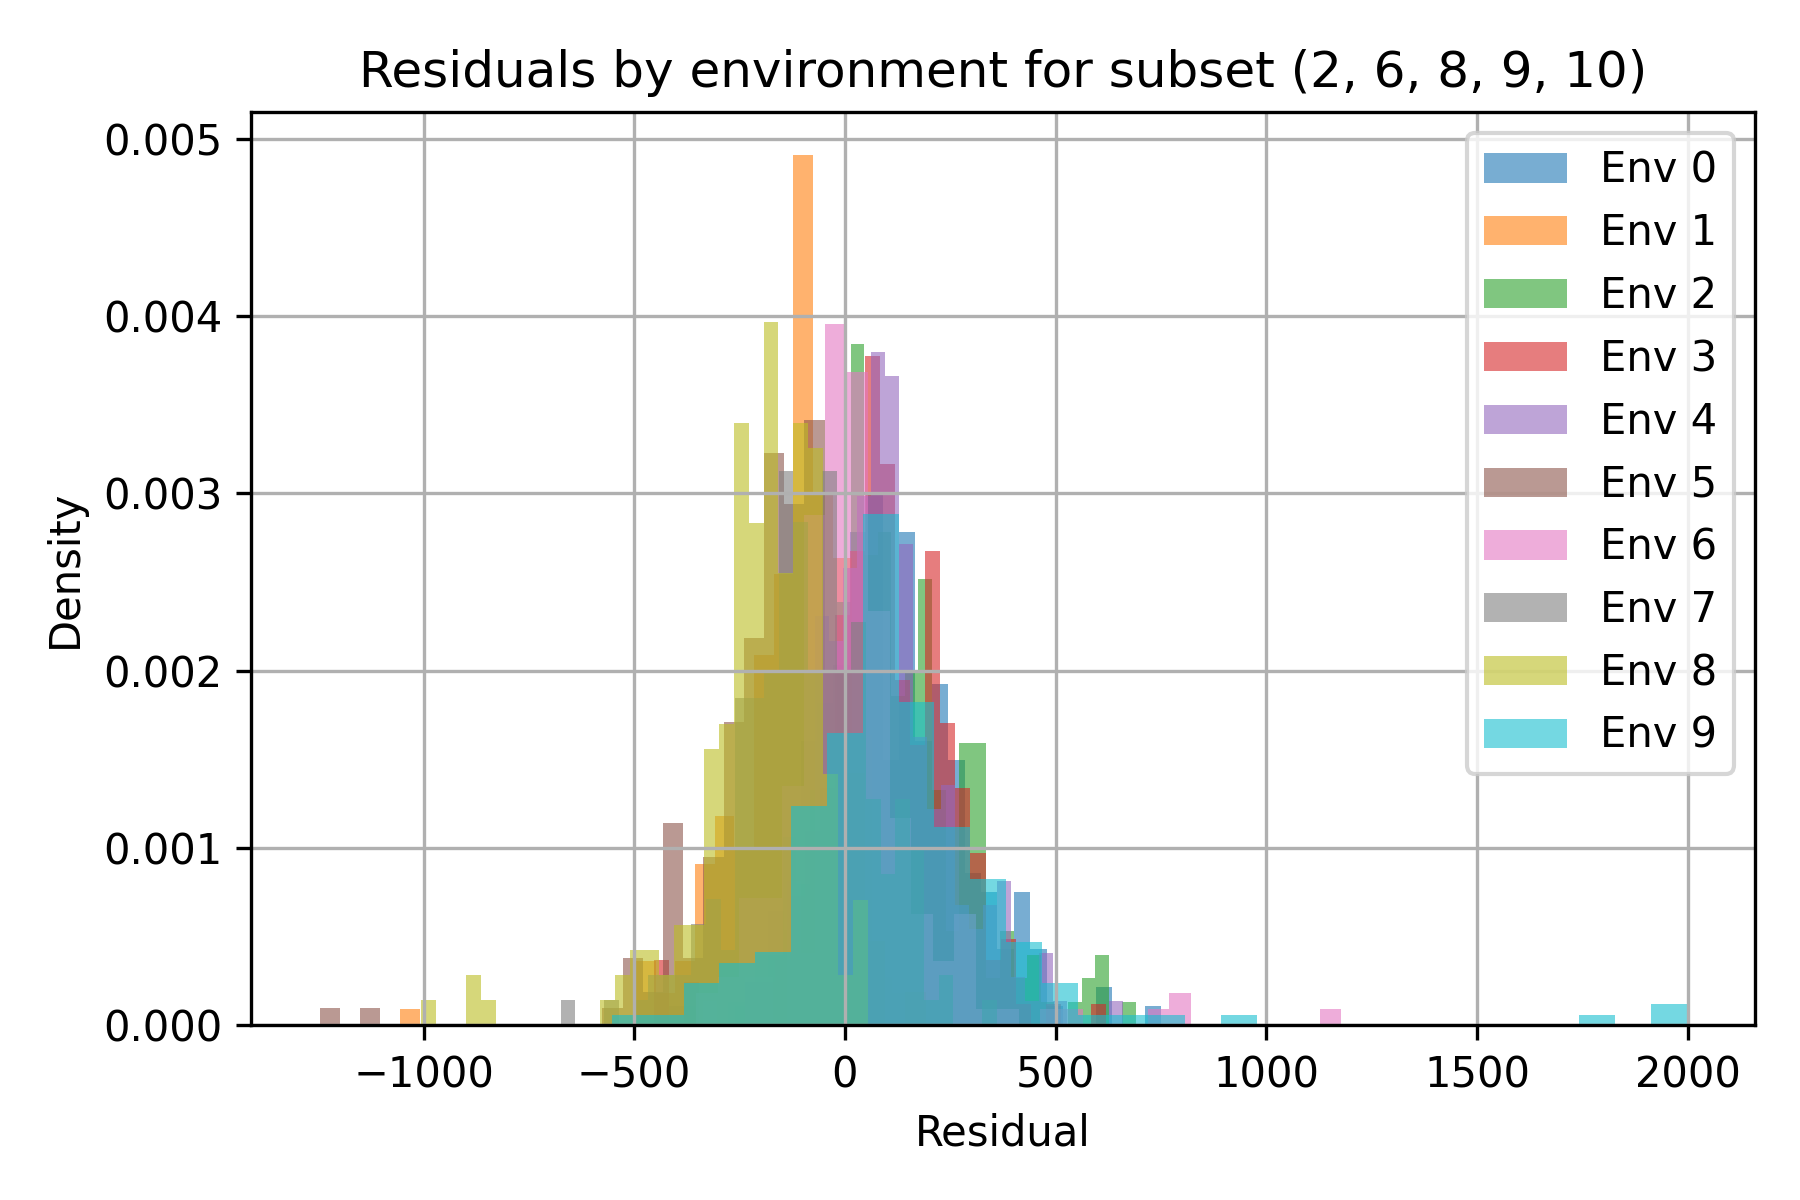 Residuals by environment for subset (2, 6, 8, 9, 10)
0.005
0.004
0.003
0.002
0.001
0.000
Density
−1000
−500
0
500
1000
1500
2000
Residual
Env 0
Env 1
Env 2
Env 3
Env 4
Env 5
Env 6
Env 7
Env 8
Env 9